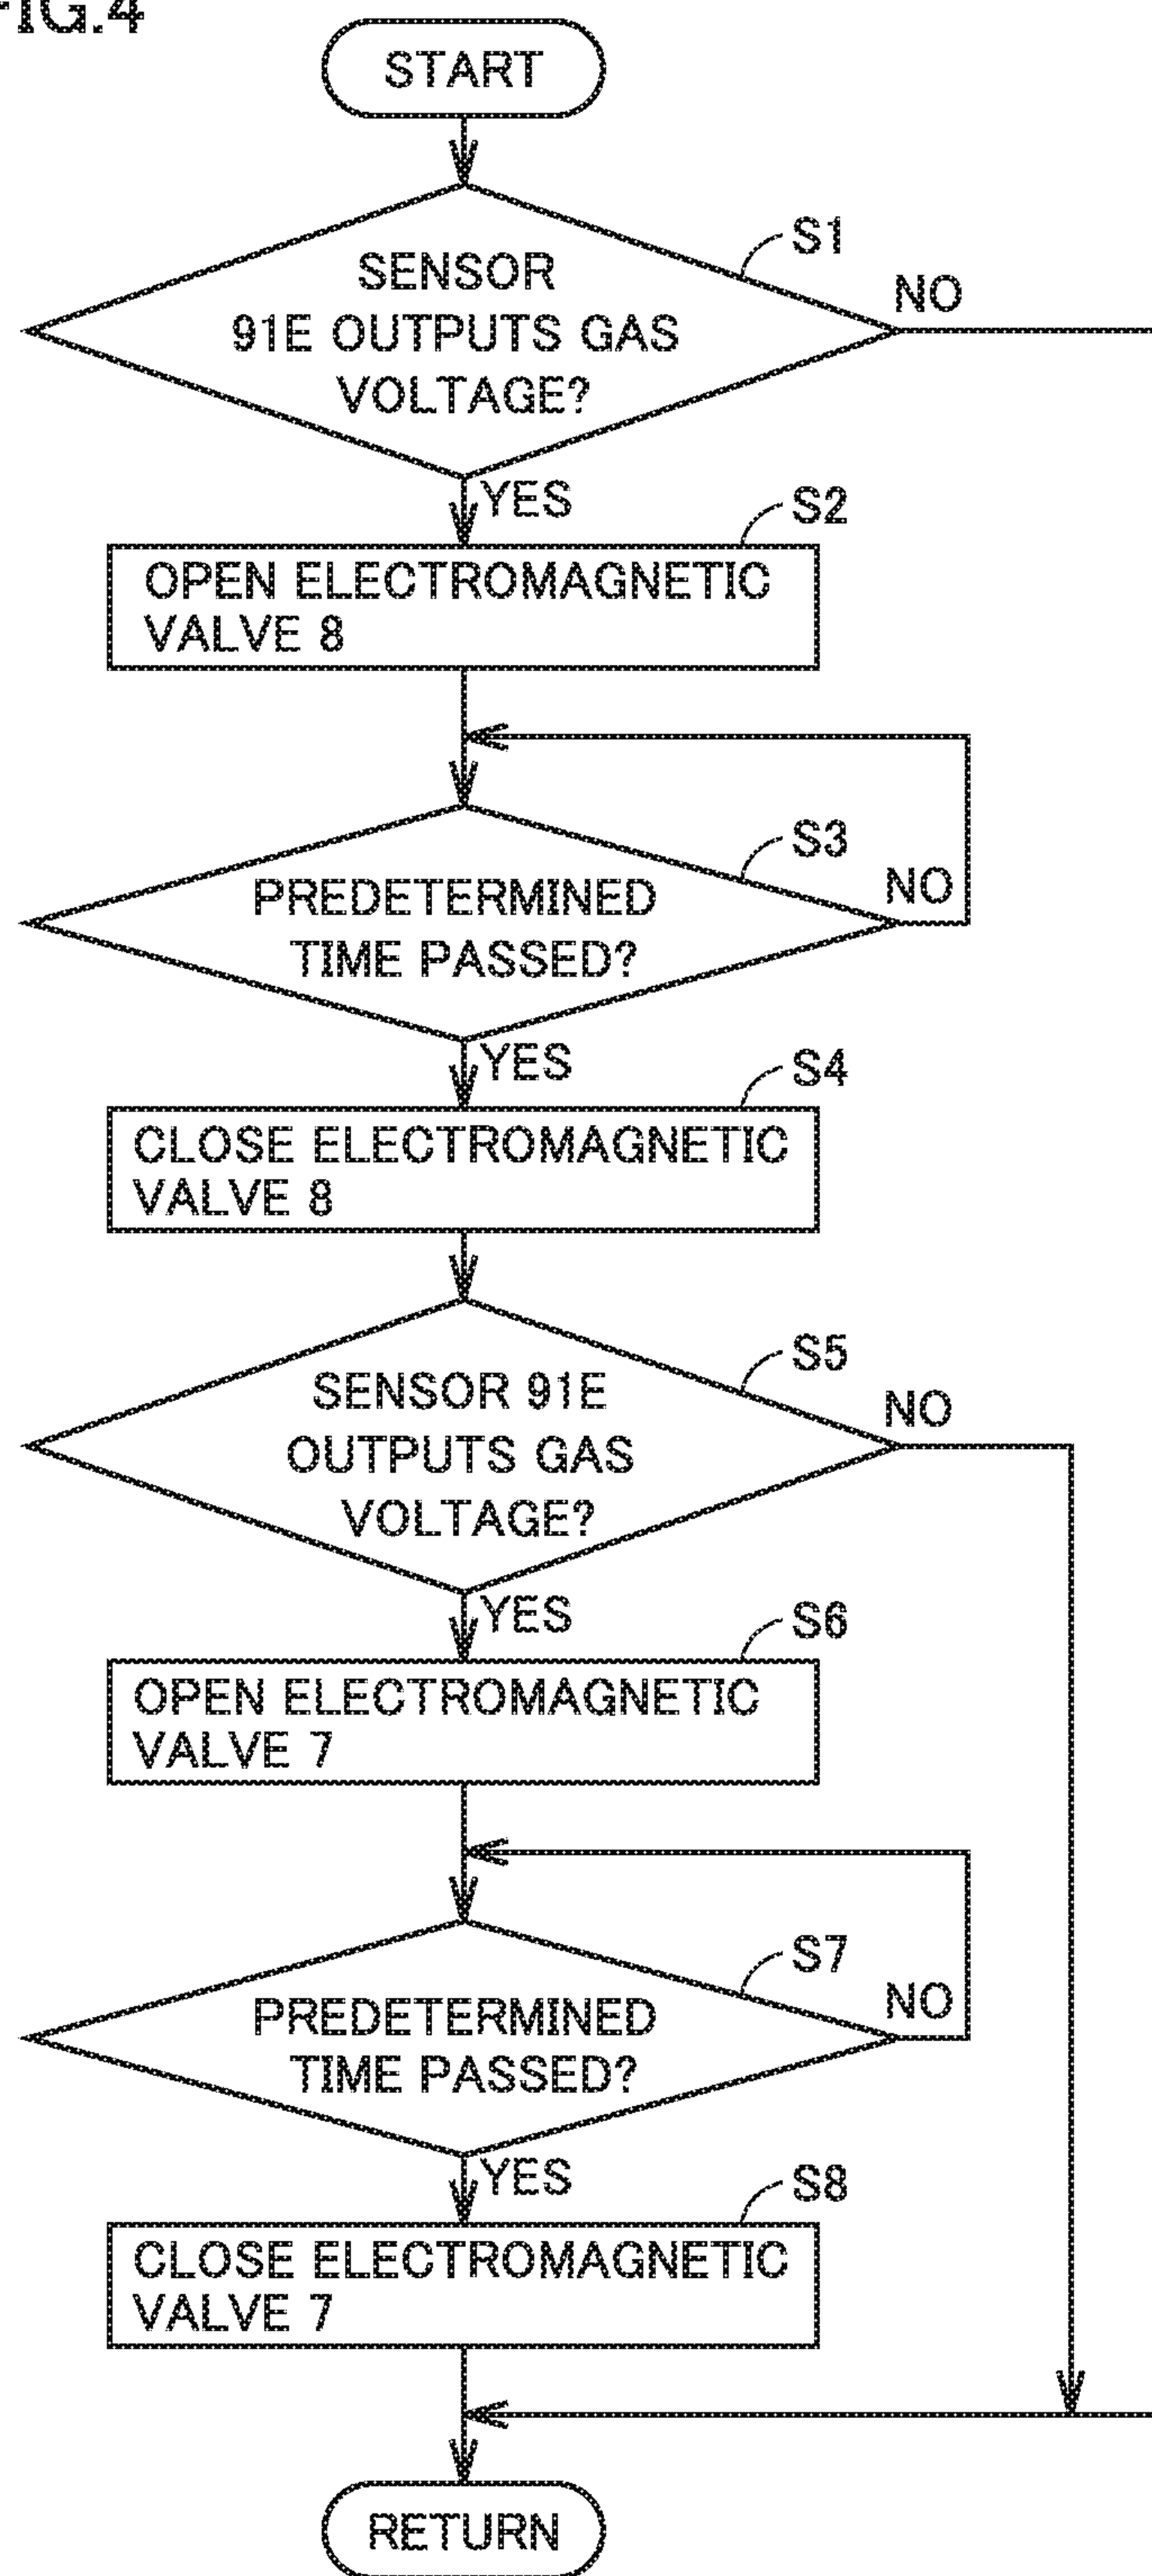 FIG.4
START
S1
SENSOR
91E OUTPUTS GAS
VOLTAGE?
NO
YES
S2
OPEN ELECTROMAGNETIC
VALVE 8
S3
PREDETERMINED
TIME PASSED?
NO
YES
S4
CLOSE ELECTROMAGNETIC
VALVE 8
S5
SENSOR 91E
OUTPUTS GAS
VOLTAGE?
NO
YES
S6
OPEN ELECTROMAGNETIC
VALVE 7
S7
PREDETERMINED
TIME PASSED?
NO
YES
S8
CLOSE ELECTROMAGNETIC
VALVE 7
RETURN